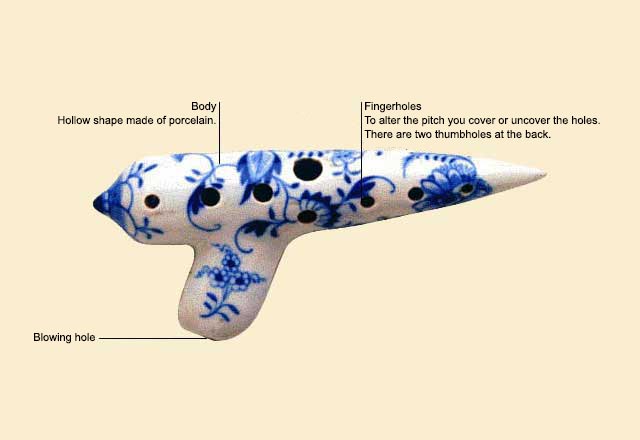 Body
Hollow shape made of porcelain.
Fingerholes
To alter the pitch you cover or uncover the holes.
There are two thumbholes at the back.
Blowing hole